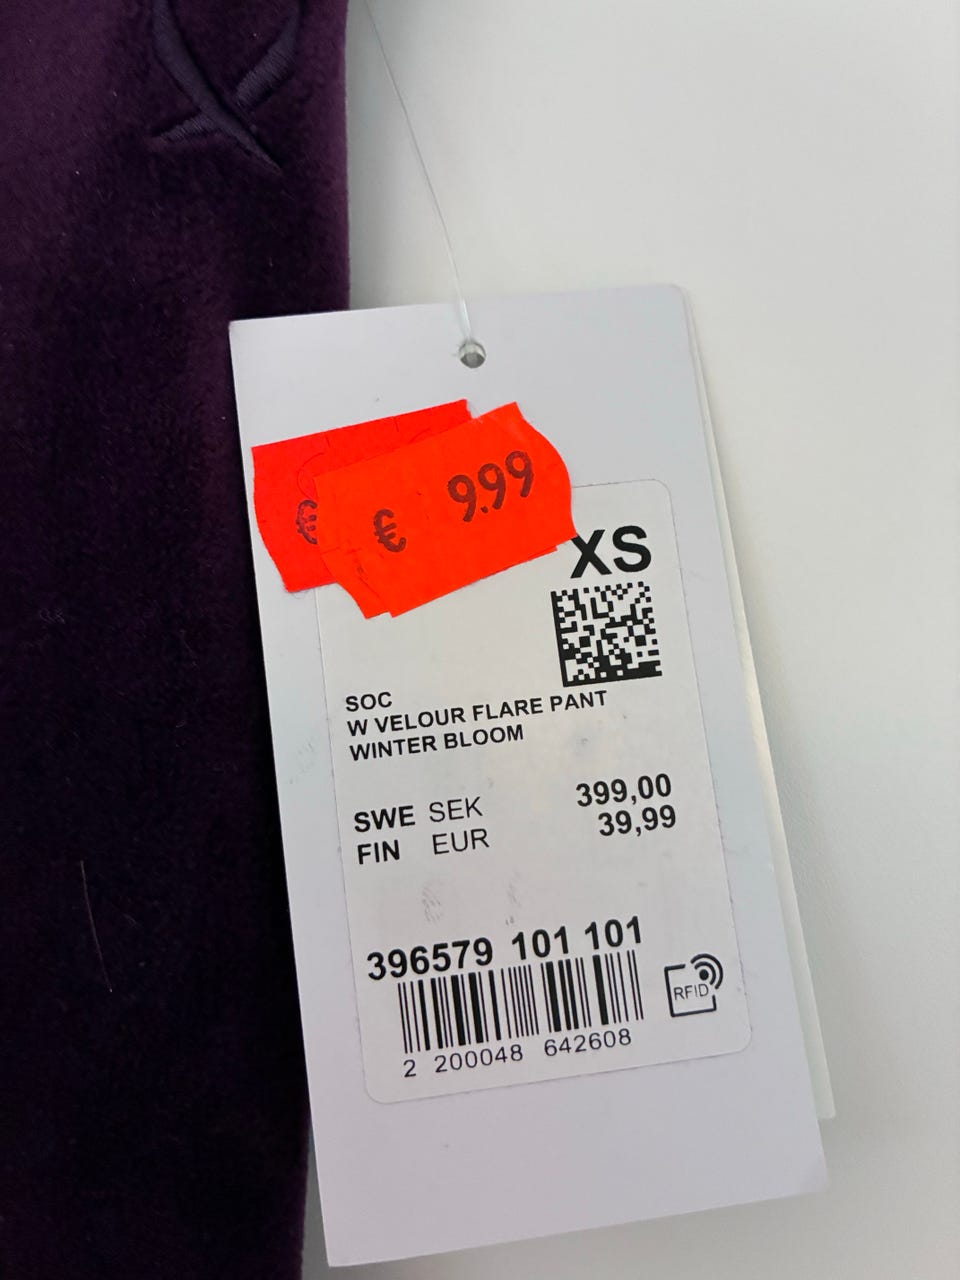 €
€ 9.99
XS
SOC
W VELOUR FLARE PANT
WINTER BLOOM
SWE SEK 399,00
FIN EUR 39,99
396579 101 101
RFID
2 200048 642608